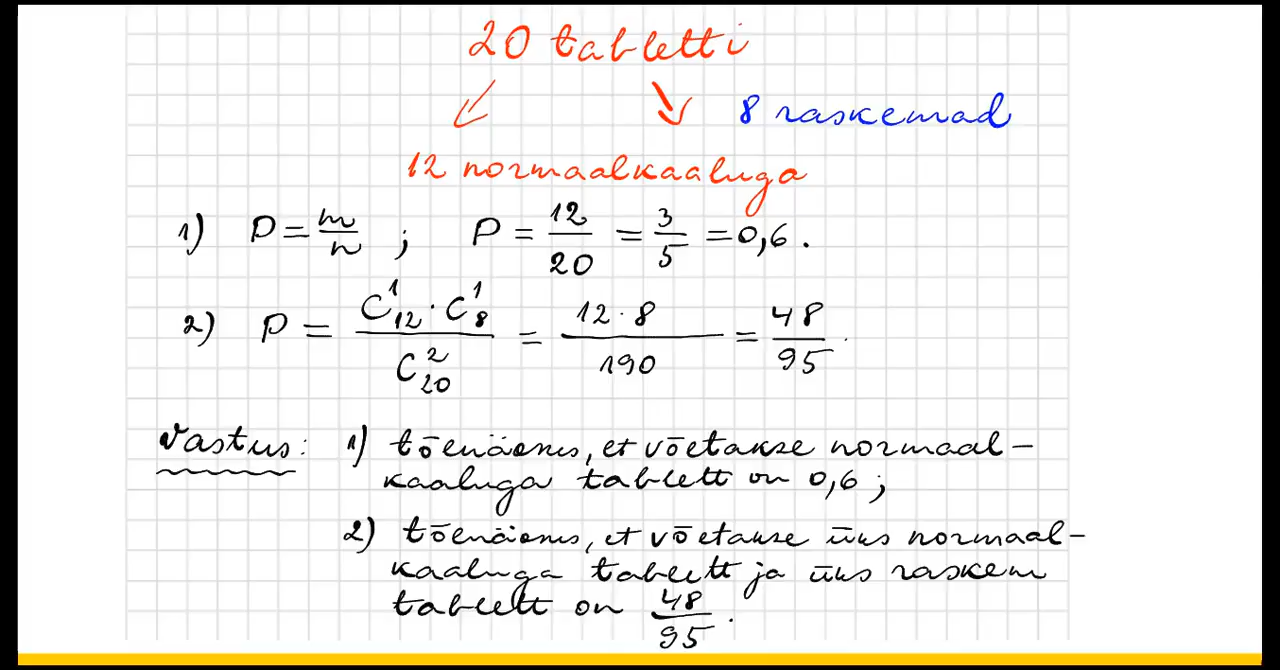 20 tabletti
8 raskemad
12 normaalkaaluga
1) P = m/n ; P = 12/20 = 3/5 = 0,6.
2) P = C¹₁₂ · C¹₈ / C²₂₀ = 12 · 8 / 190 = 48/95.
Vastus: 1) tõenäosus, et võetakse normaal-
kaaluga tablett on 0,6 ;
2) tõenäosus, et võetakse üks normaal-
kaaluga tablett ja üks raskem
tablett on 48/95.